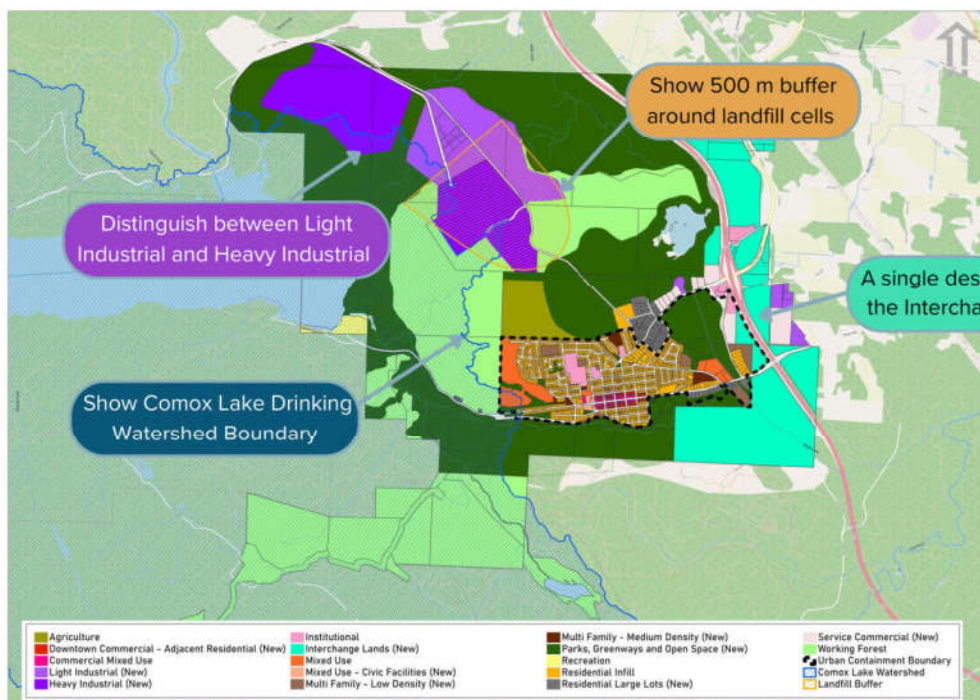 Show 500 m buffer
around landfill cells
Distinguish between Light
Industrial and Heavy Industrial
A single des
the Intercha
Show Comox Lake Drinking
Watershed Boundary
Agriculture
Downtown Commercial - Adjacent Residential (New)
Commercial Mixed Use
Light Industrial (New)
Heavy Industrial (New)
Institutional
Interchange Lands (New)
Mixed Use
Mixed Use - Civic Facilities (New)
Multi Family - Low Density (New)
Multi Family - Medium Density (New)
Parks, Greenways and Open Space (New)
Recreation
Residential Infill
Residential Large Lots (New)
Service Commercial (New)
Working Forest
Urban Containment Boundary
Comox Lake Watershed
Landfill Buffer